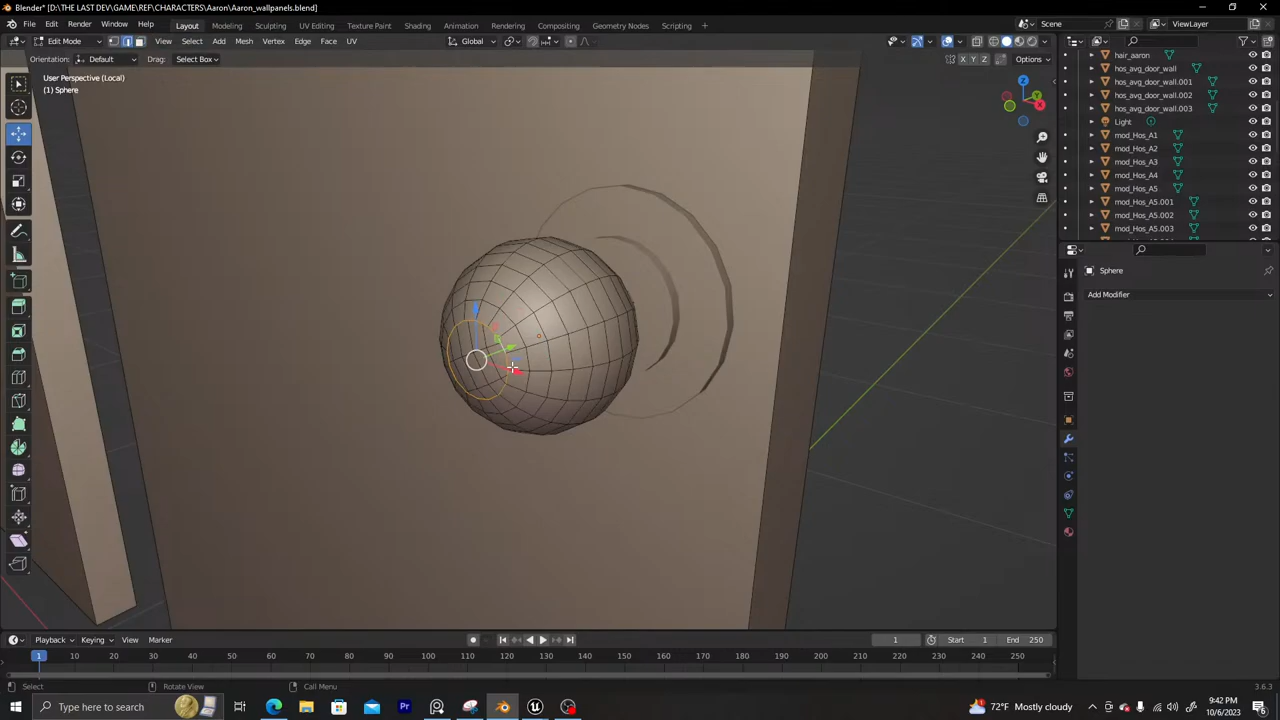 Blender* [D:\THE LAST DEV\GAME\REF\CHARACTERS\Aaron\Aaron_wallpanels.blend]
File Edit Render Window Help Layout Modeling Sculpting UV Editing Texture Paint Shading Animation Rendering Compositing Geometry Nodes Scripting Scene ViewLayer
Edit Mode View Select Add Mesh Vertex Edge Face UV Global
Orientation: Default Drag: Select Box X Y Z Options
User Perspective (Local)
(1) Sphere
Z
Y
X
hair_aaron
hos_avg_door_wall
hos_avg_door_wall.001
hos_avg_door_wall.002
hos_avg_door_wall.003
Light
mod_Hos_A1
mod_Hos_A2
mod_Hos_A3
mod_Hos_A4
mod_Hos_A5
mod_Hos_A5.001
mod_Hos_A5.002
mod_Hos_A5.003
Sphere
Add Modifier
Playback Keying View Marker 1 Start 1 End 250
1 10 20 30 40 50 60 70 80 90 100 110 120 130 140 150 160 170 180 190 200 210 220 230 240 250
Select Rotate View Call Menu 3.6.3
Type here to search Pr 72°F Mostly cloudy 9:42 PM
10/6/2023